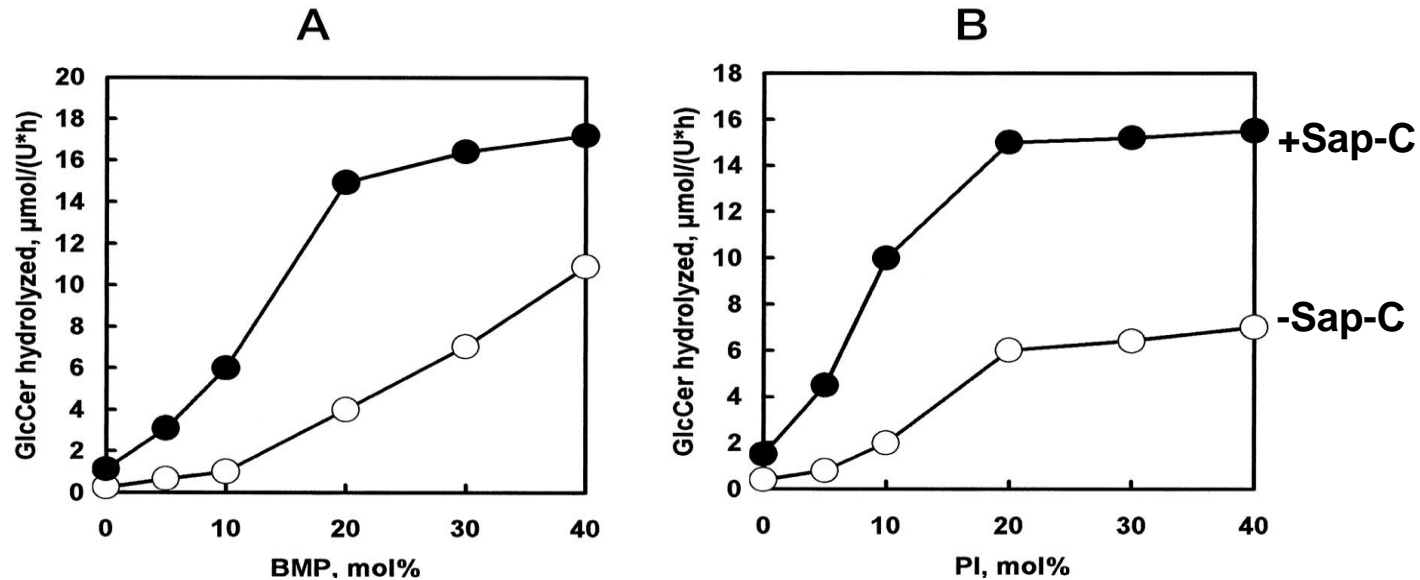 A
GlcCer hydrolyzed, µmol/(U*h)
20
18
16
14
12
10
8
6
4
2
0
0 10 20 30 40
BMP, mol%
B
GlcCer hydrolyzed, µmol/(U*h)
18
16
14
12
10
8
6
4
2
0
0 10 20 30 40
PI, mol%
+Sap-C
-Sap-C